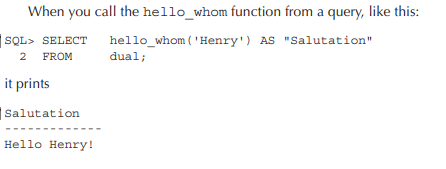 When you call the hello_whom function from a query, like this:
SQL> SELECT hello_whom('Henry') AS "Salutation"
2 FROM dual;
it prints
Salutation
-------------
Hello Henry!